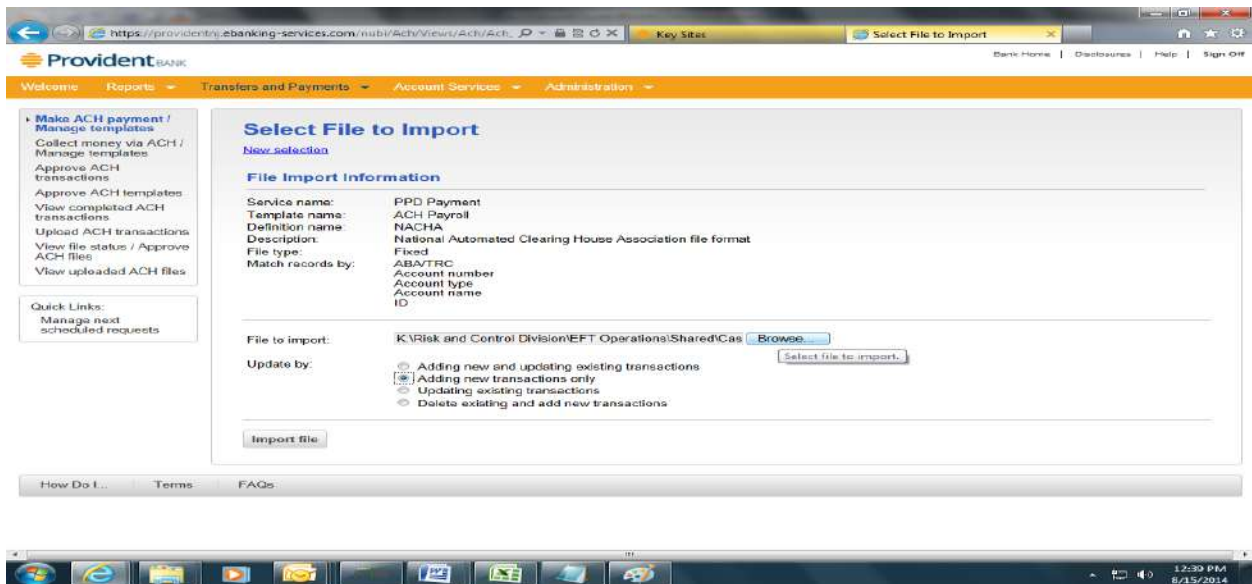 https://providentnj.ebanking-services.com/nubi/Ach/Views/Ach/Ach_
Key Sites
Select File to Import
Provident BANK
Bank Home | Disclosures | Help | Sign Off
Welcome Reports Transfers and Payments Account Services Administration
Make ACH payment /
Manage templates
Collect money via ACH /
Manage templates
Approve ACH
transactions
Approve ACH templates
View completed ACH
transactions
Upload ACH transactions
View file status / Approve
ACH files
View uploaded ACH files
Quick Links:
Manage next
scheduled requests
Select File to Import
New selection
File Import Information
Service name: PPD Payment
Template name: ACH Payroll
Definition name: NACHA
Description: National Automated Clearing House Association file format
File type: Fixed
Match records by: ABA/TRC
Account number
Account type
Account name
ID
File to import: K:\Risk and Control Division\EFT Operations\Shared\Cas Browse...
Select file to import.
Update by: Adding new and updating existing transactions
Adding new transactions only
Updating existing transactions
Delete existing and add new transactions
Import file
How Do I... Terms FAQs
12:39 PM
8/15/2014